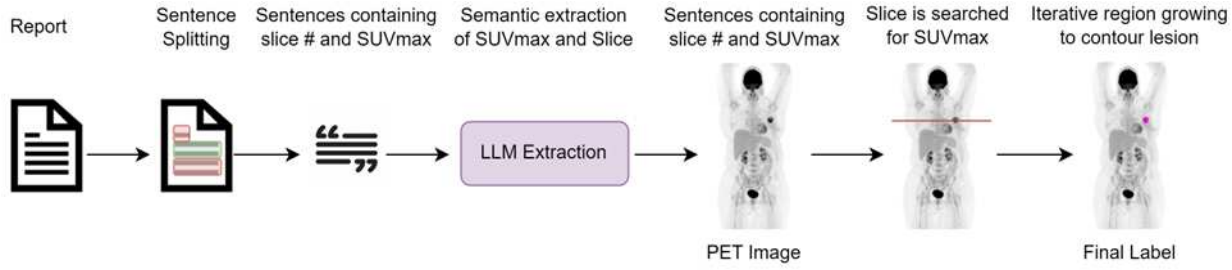 Report
Sentence
Splitting
Sentences containing
slice # and SUVmax
Semantic extraction
of SUVmax and Slice
Sentences containing
slice # and SUVmax
Slice is searched
for SUVmax
Iterative region growing
to contour lesion
LLM Extraction
PET Image
Final Label